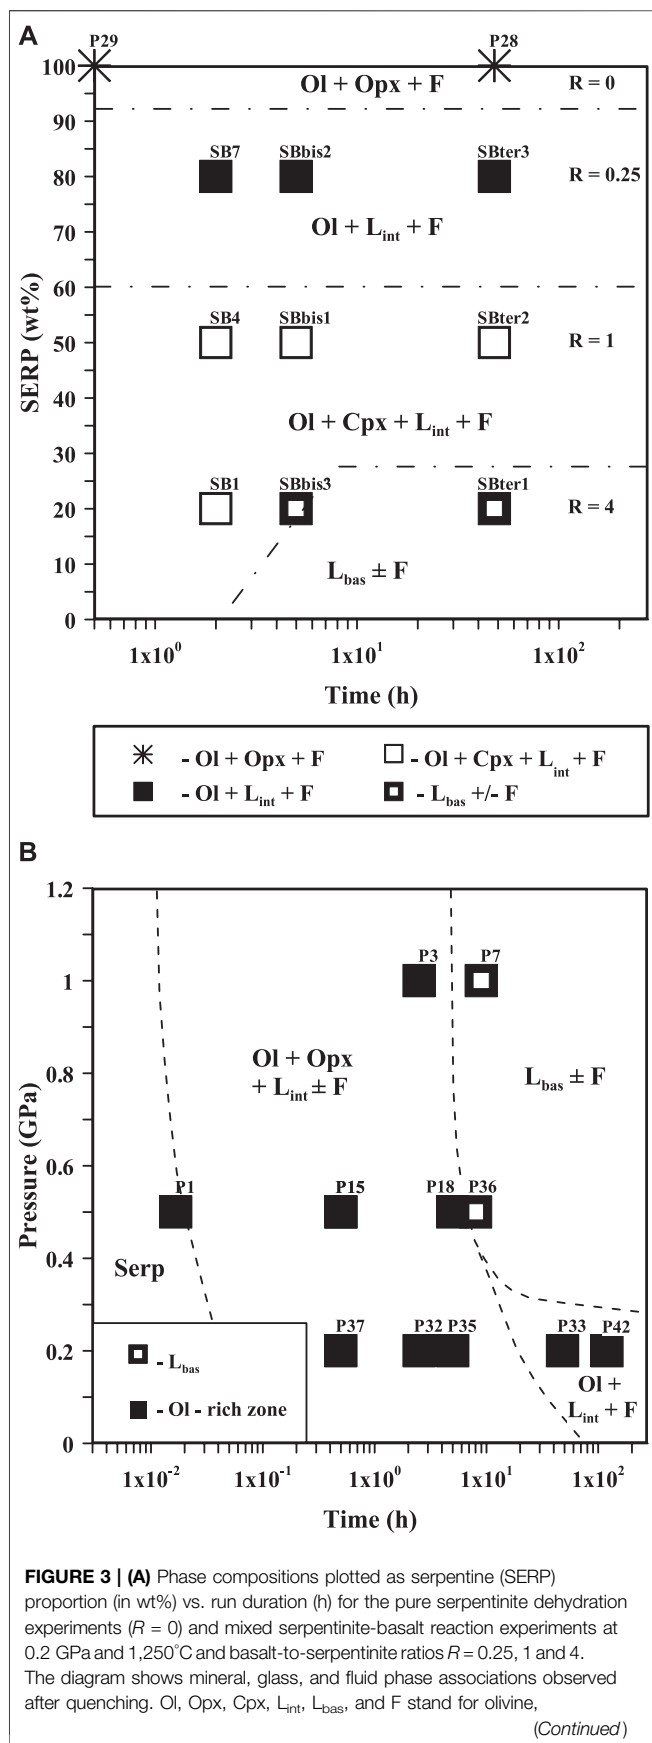 A
P29 P28
100
Ol + Opx + F R = 0
90
SB7 SBbis2 SBter3
80 R = 0.25
70 Ol + Lint + F
60
SB4 SBbis1 SBter2
50 R = 1
40
Ol + Cpx + Lint + F
30
SB1 SBbis3 SBter1
20 R = 4
10 Lbas ± F
0
SERP (wt%)
1x10⁰ 1x10¹ 1x10²
Time (h)
- Ol + Opx + F - Ol + Cpx + Lint + F
- Ol + Lint + F - Lbas +/- F
B
1.2
P3 P7
1
Ol + Opx
+ Lint ± F
Lbas ± F
0.8
0.6
P1 P15 P18 P36
0.4
Serp
P37 P32 P35 P33 P42
0.2
- Lbas
- Ol - rich zone
Ol +
Lint + F
0
Pressure (GPa)
1x10⁻² 1x10⁻¹ 1x10⁰ 1x10¹ 1x10²
Time (h)
FIGURE 3 | (A) Phase compositions plotted as serpentine (SERP)
proportion (in wt%) vs. run duration (h) for the pure serpentinite dehydration
experiments (R = 0) and mixed serpentinite-basalt reaction experiments at
0.2 GPa and 1,250°C and basalt-to-serpentinite ratios R = 0.25, 1 and 4.
The diagram shows mineral, glass, and fluid phase associations observed
after quenching. Ol, Opx, Cpx, Lint, Lbas, and F stand for olivine,
(Continued)